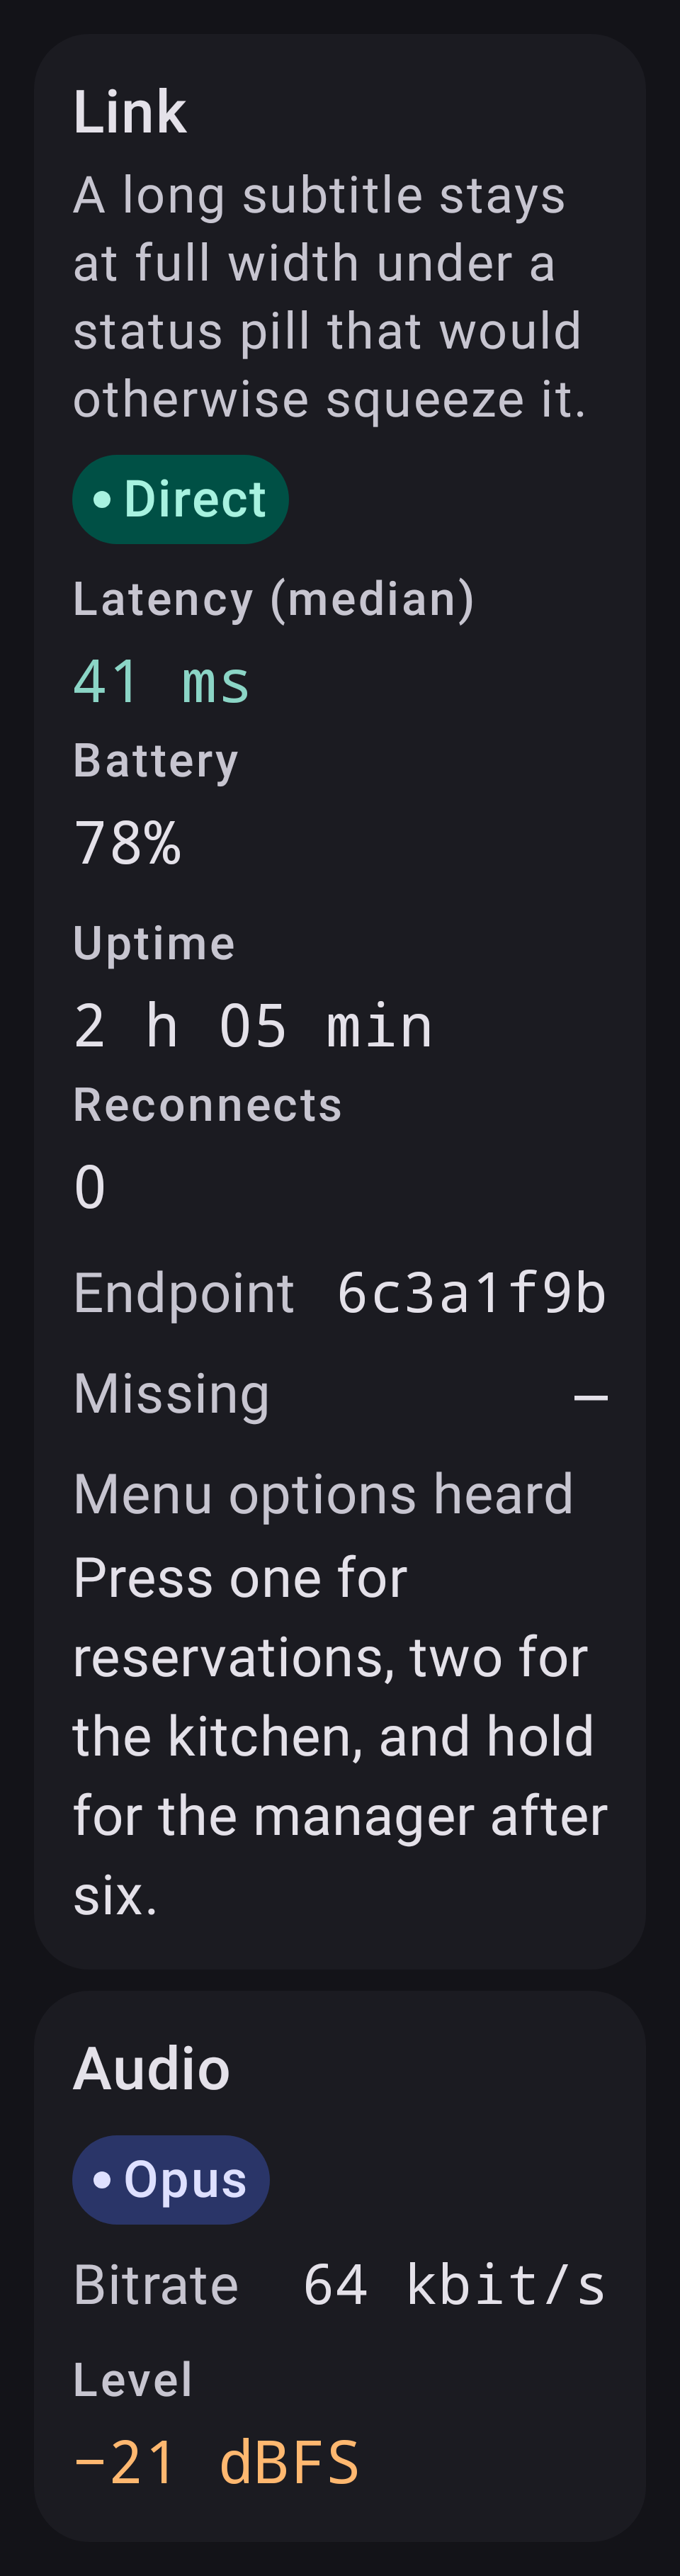 Link
A long subtitle stays
at full width under a
status pill that would
otherwise squeeze it.
• Direct
Latency (median)
41 ms
Battery
78%
Uptime
2 h 05 min
Reconnects
0
Endpoint 6c3a1f9b
Missing —
Menu options heard
Press one for
reservations, two for
the kitchen, and hold
for the manager after
six.
Audio
• Opus
Bitrate 64 kbit/s
Level
−21 dBFS